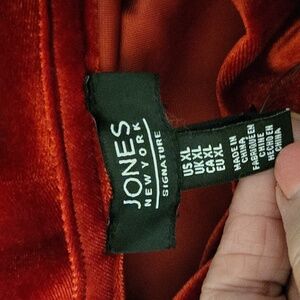 JONES
NEW YORK
SIGNATURE
US XL
UK XL
CA XL
EU XL
MADE IN
CHINA
FABRIQUÉ EN
CHINE
HECHO EN
CHINA